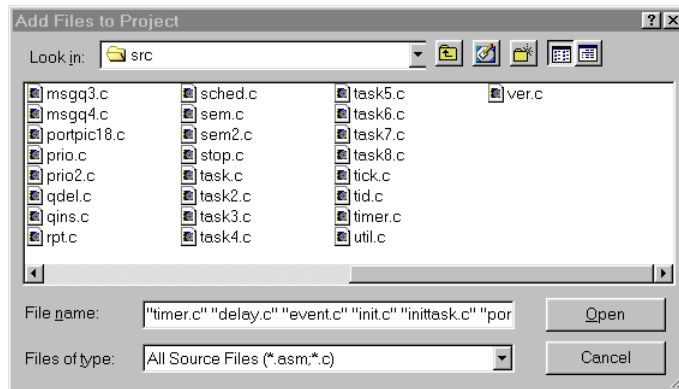 Add Files to Project
Look in: src
msgq3.c
msgq4.c
portpic18.c
prio.c
prio2.c
qdel.c
qins.c
rpt.c
sched.c
sem.c
sem2.c
stop.c
task.c
task2.c
task3.c
task4.c
task5.c
task6.c
task7.c
task8.c
tick.c
tid.c
timer.c
util.c
ver.c
File name: "timer.c" "delay.c" "event.c" "init.c" "inittask.c" "por
Open
Files of type: All Source Files (*.asm;*.c)
Cancel